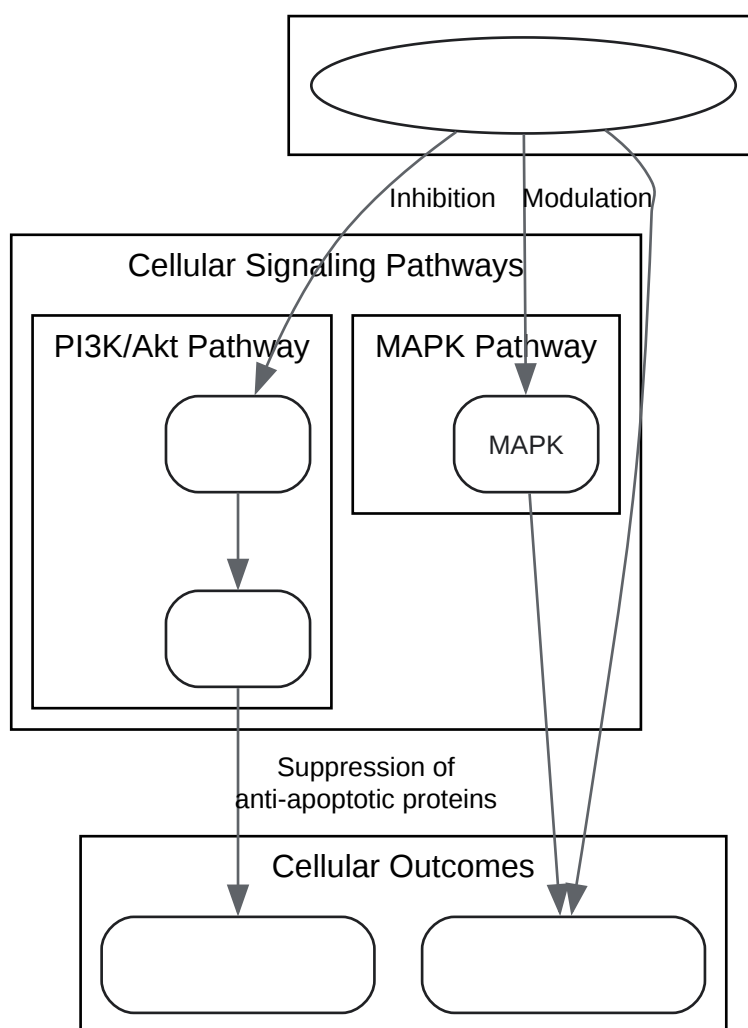 Inhibition
Modulation
Cellular Signaling Pathways
PI3K/Akt Pathway
MAPK Pathway
MAPK
Suppression of
anti-apoptotic proteins
Cellular Outcomes